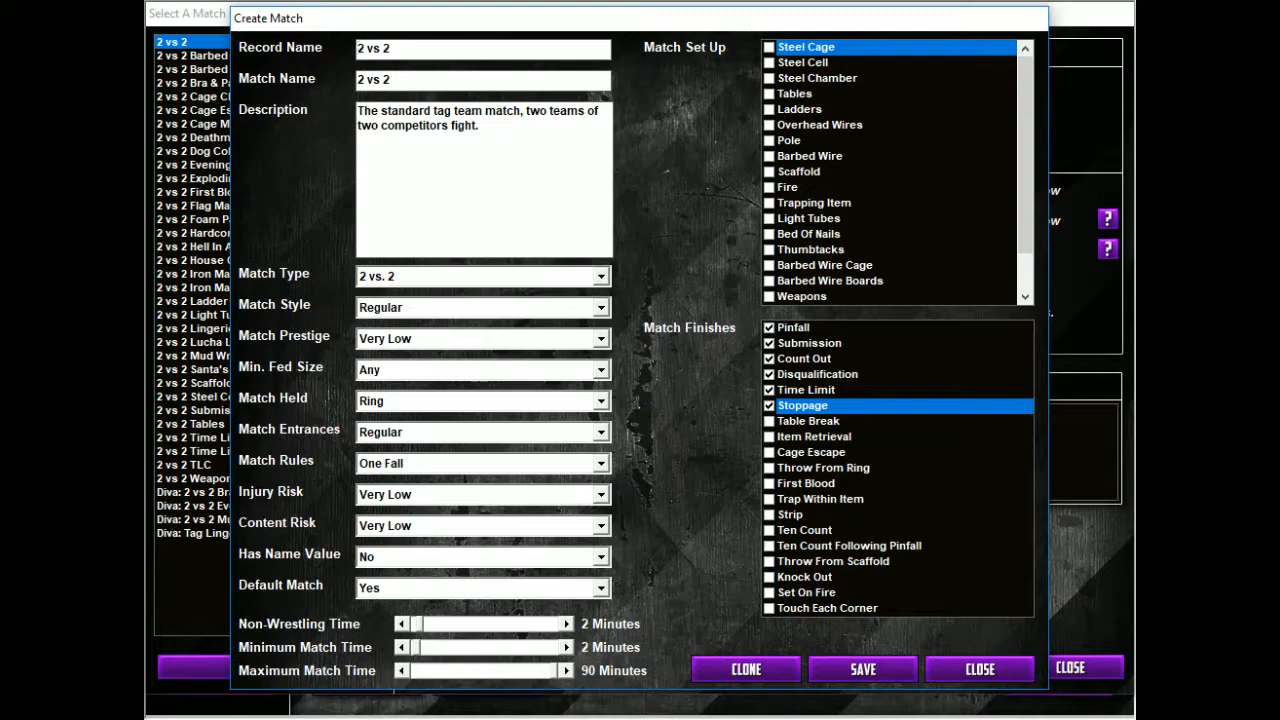 Select A Match
Create Match
2 vs 2
2 vs 2 Barbed
2 vs 2 Barbed
2 vs 2 Bra & P
2 vs 2 Cage C
2 vs 2 Cage Es
2 vs 2 Cage M
2 vs 2 Deathm
2 vs 2 Dog Col
2 vs 2 Evening
2 vs 2 Explodi
2 vs 2 First Blo
2 vs 2 Flag Ma
2 vs 2 Foam P
2 vs 2 Hardcor
2 vs 2 Hell In A
2 vs 2 House
2 vs 2 Iron Ma
2 vs 2 Iron Ma
2 vs 2 Ladder
2 vs 2 Light Tu
2 vs 2 Lingerie
2 vs 2 Lucha L
2 vs 2 Mud Wr
2 vs 2 Santa's
2 vs 2 Scaffol
2 vs 2 Steel C
2 vs 2 Submis
2 vs 2 Tables
2 vs 2 Time Li
2 vs 2 Time Li
2 vs 2 TLC
2 vs 2 Weapon
Diva: 2 vs 2 Br
Diva: 2 vs 2 Ev
Diva: 2 vs 2 Mu
Diva: Tag Ling
Record Name 2 vs 2
Match Name 2 vs 2
Description The standard tag team match, two teams of
two competitors fight.
Match Type 2 vs. 2
Match Style Regular
Match Prestige Very Low
Min. Fed Size Any
Match Held Ring
Match Entrances Regular
Match Rules One Fall
Injury Risk Very Low
Content Risk Very Low
Has Name Value No
Default Match Yes
Non-Wrestling Time 2 Minutes
Minimum Match Time 2 Minutes
Maximum Match Time 90 Minutes
Match Set Up
Steel Cage
Steel Cell
Steel Chamber
Tables
Ladders
Overhead Wires
Pole
Barbed Wire
Scaffold
Fire
Trapping Item
Light Tubes
Bed Of Nails
Thumbtacks
Barbed Wire Cage
Barbed Wire Boards
Weapons
Match Finishes
Pinfall
Submission
Count Out
Disqualification
Time Limit
Stoppage
Table Break
Item Retrieval
Cage Escape
Throw From Ring
First Blood
Trap Within Item
Strip
Ten Count
Ten Count Following Pinfall
Throw From Scaffold
Knock Out
Set On Fire
Touch Each Corner
CLONE SAVE CLOSE
ow
ow ?
?
s.
CLOSE